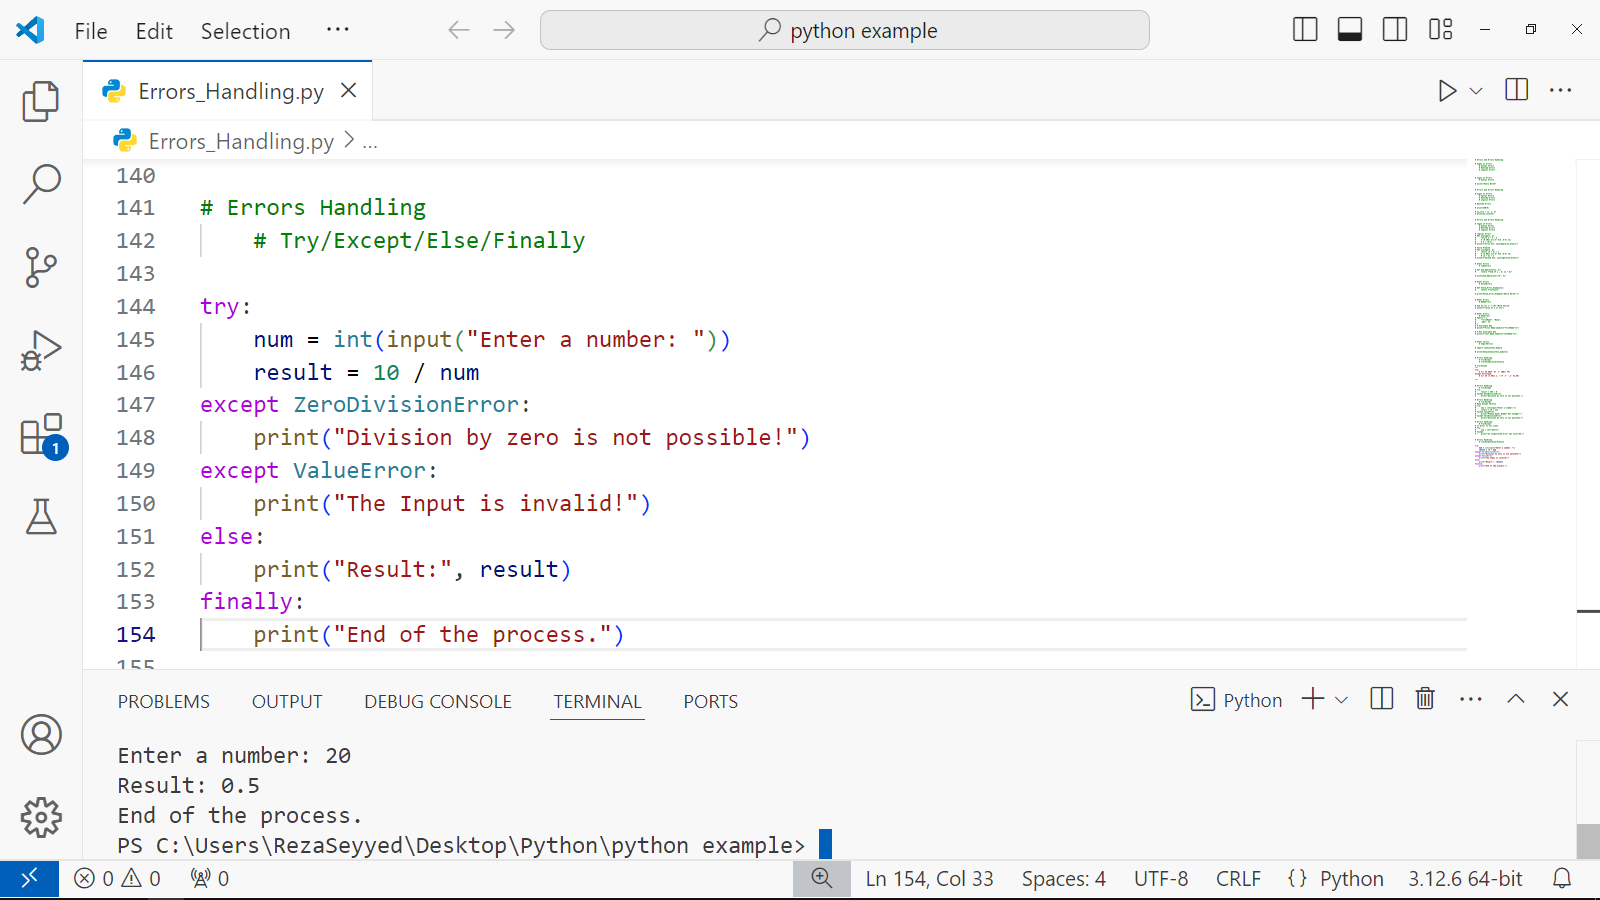 File Edit Selection ...
python example
Errors_Handling.py
Errors_Handling.py > ...
140
141 # Errors Handling
142     # Try/Except/Else/Finally
143
144 try:
145     num = int(input("Enter a number: "))
146     result = 10 / num
147 except ZeroDivisionError:
148     print("Division by zero is not possible!")
149 except ValueError:
150     print("The Input is invalid!")
151 else:
152     print("Result:", result)
153 finally:
154     print("End of the process.")
155
1
PROBLEMS OUTPUT DEBUG CONSOLE TERMINAL PORTS Python
Enter a number: 20
Result: 0.5
End of the process.
PS C:\Users\RezaSeyyed\Desktop\Python\python example>
0 0 0 Ln 154, Col 33 Spaces: 4 UTF-8 CRLF {} Python 3.12.6 64-bit